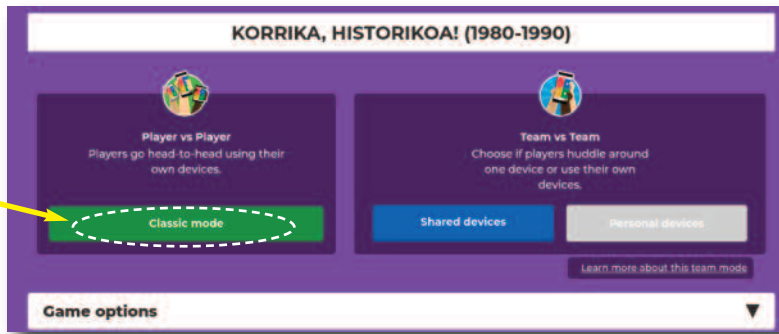 KORRIKA, HISTORIKOA! (1980-1990)
Player vs Player
Players go head-to-head using their
own devices.
Classic mode
Team vs Team
Choose if players huddle around
one device or use their own
devices.
Shared devices
Personal devices
Learn more about this team mode
Game options